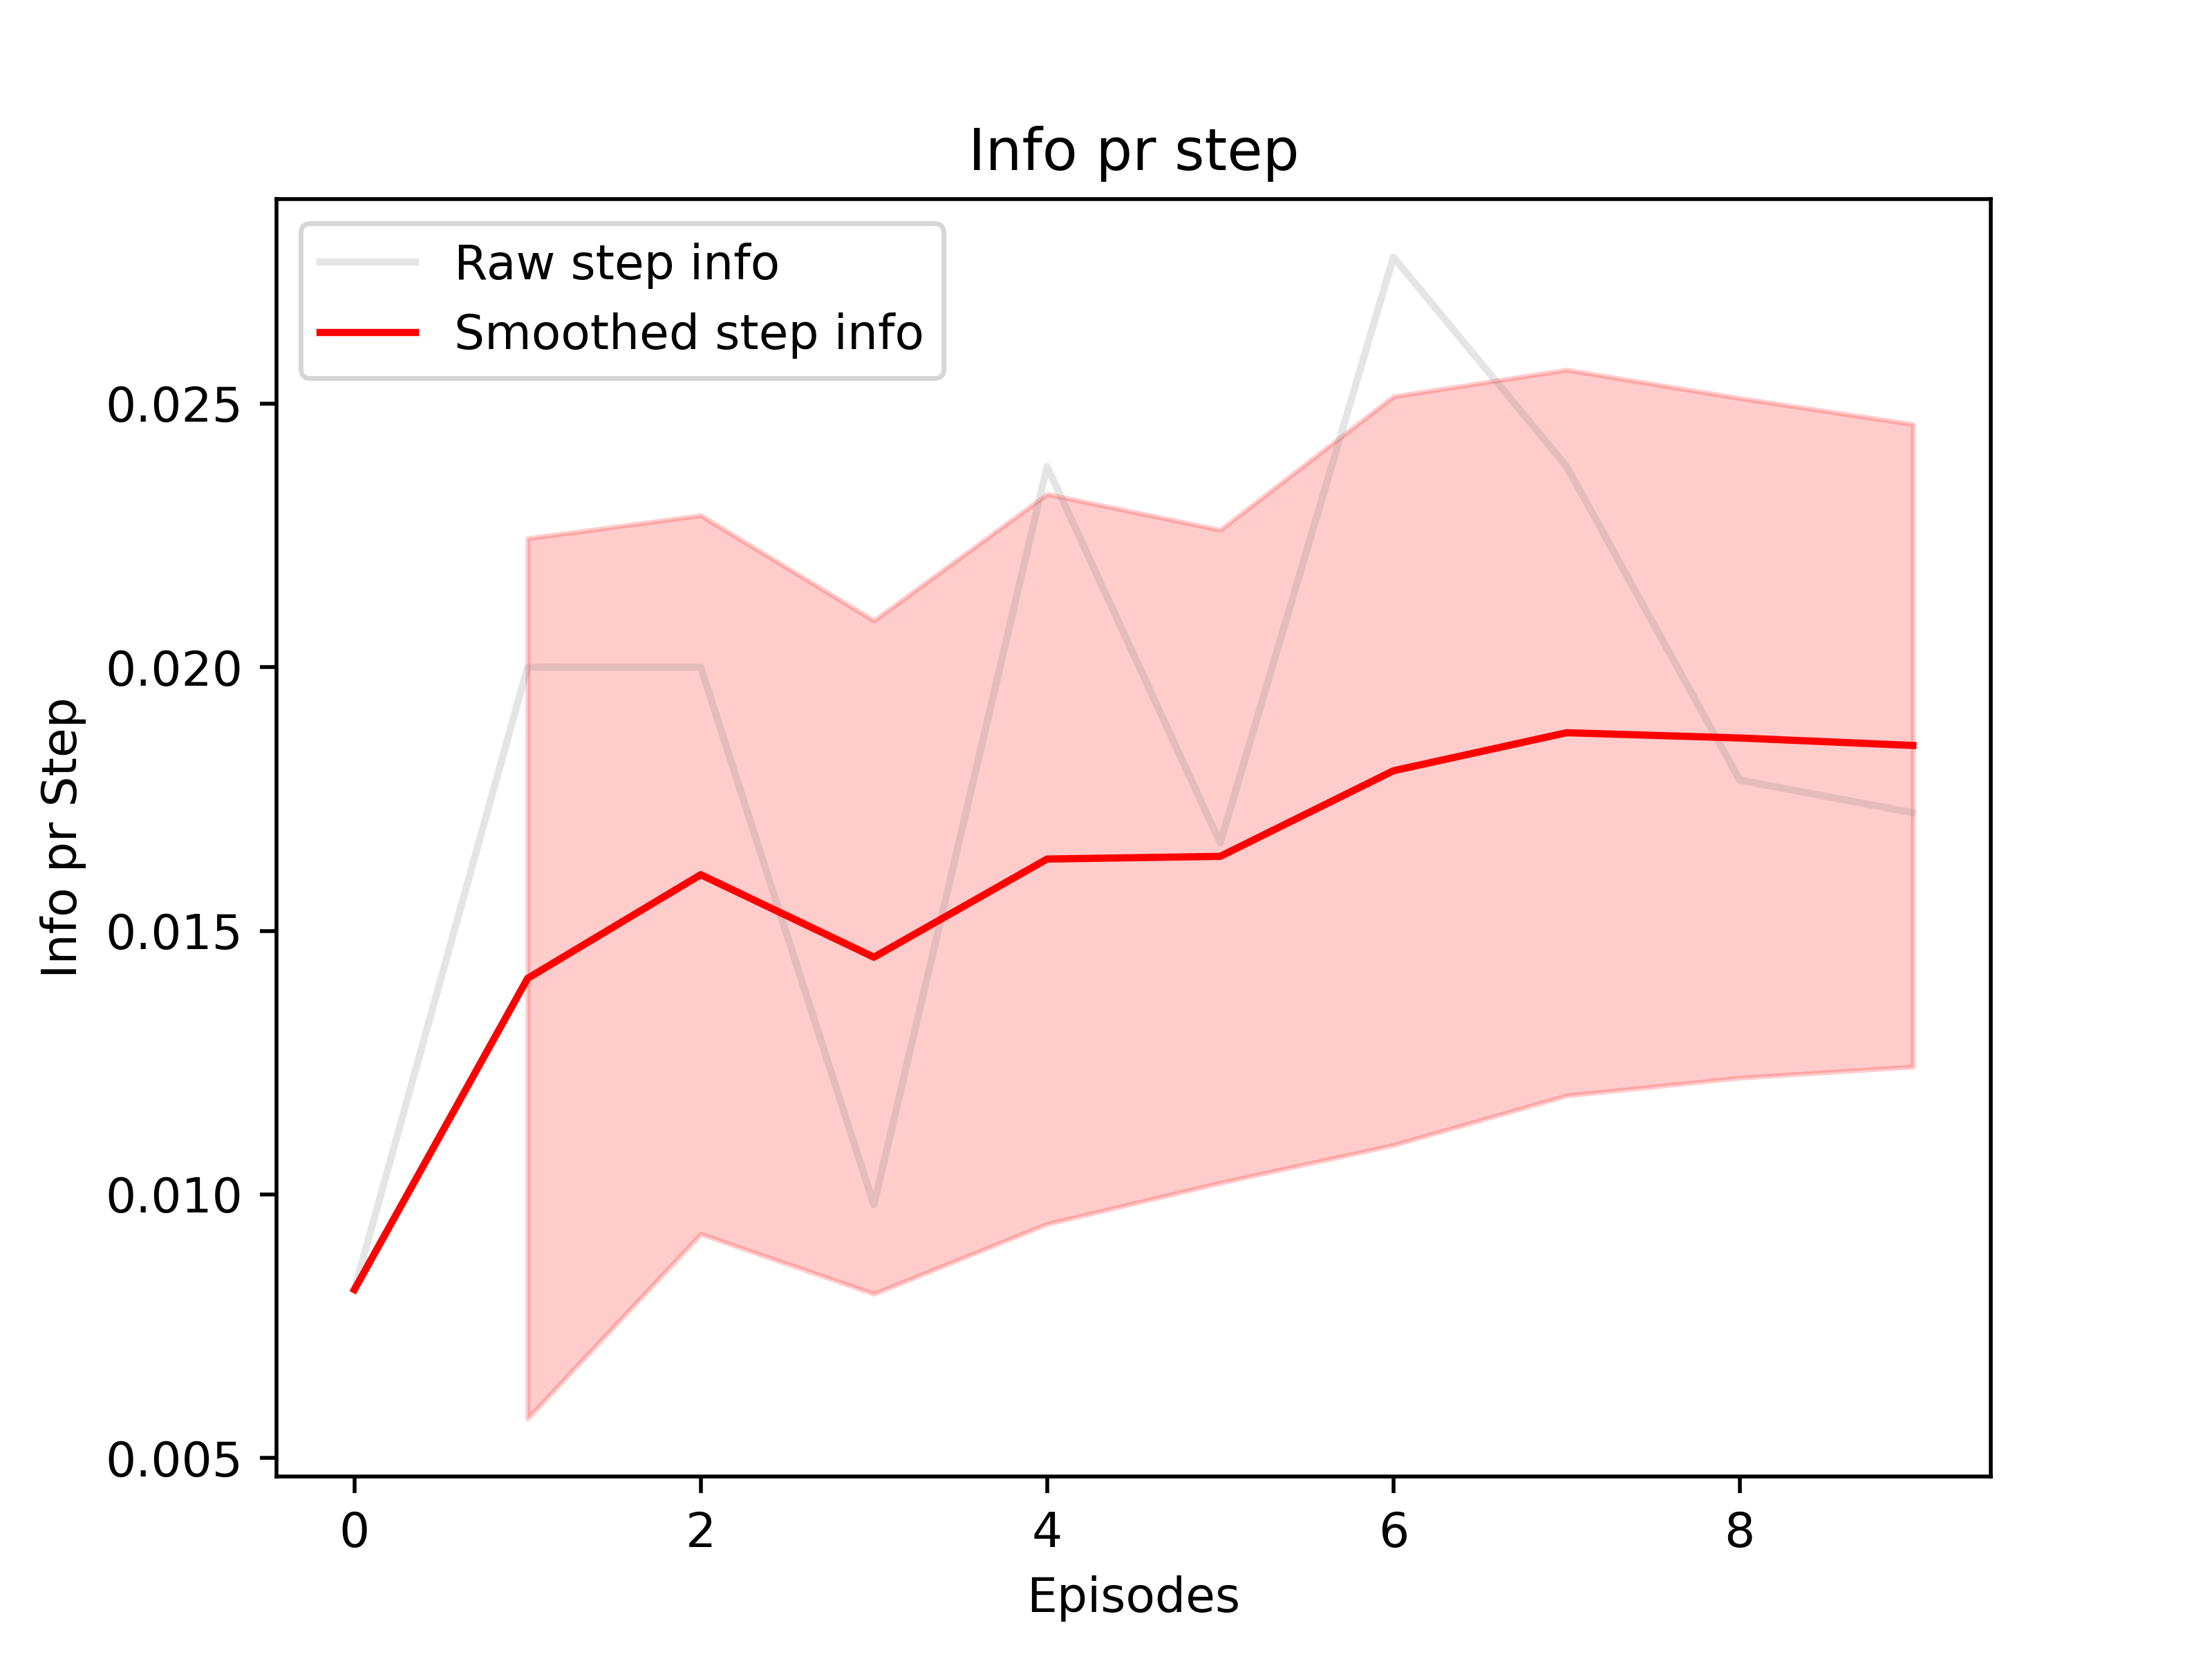 Info pr step
Raw step info
Smoothed step info
0.025
0.020
0.015
0.010
0.005
Info pr Step
0 2 4 6 8
Episodes